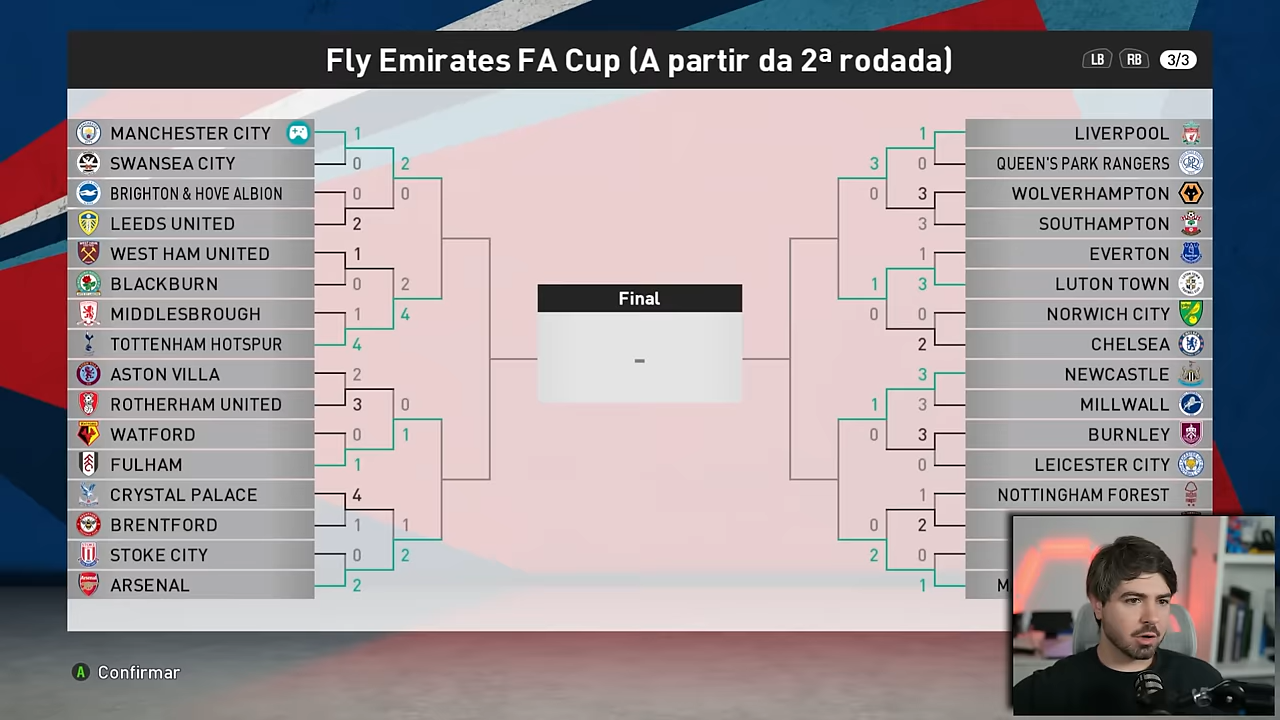 Fly Emirates FA Cup (A partir da 2ª rodada)
LB RB 3/3
MANCHESTER CITY 1
SWANSEA CITY 0
2
BRIGHTON & HOVE ALBION 0
0
LEEDS UNITED 2
WEST HAM UNITED 1
BLACKBURN 0
2
MIDDLESBROUGH 1
4
TOTTENHAM HOTSPUR 4
ASTON VILLA 2
ROTHERHAM UNITED 3
0
WATFORD 0
1
FULHAM 1
CRYSTAL PALACE 4
BRENTFORD 1
1
STOKE CITY 0
2
ARSENAL 2
Final
-
1 LIVERPOOL
3
0 QUEEN'S PARK RANGERS
0
3 WOLVERHAMPTON
3 SOUTHAMPTON
1 EVERTON
1
3 LUTON TOWN
0
0 NORWICH CITY
2 CHELSEA
3 NEWCASTLE
1
3 MILLWALL
0
3 BURNLEY
0 LEICESTER CITY
1 NOTTINGHAM FOREST
0
2
2
0
1 M
A Confirmar